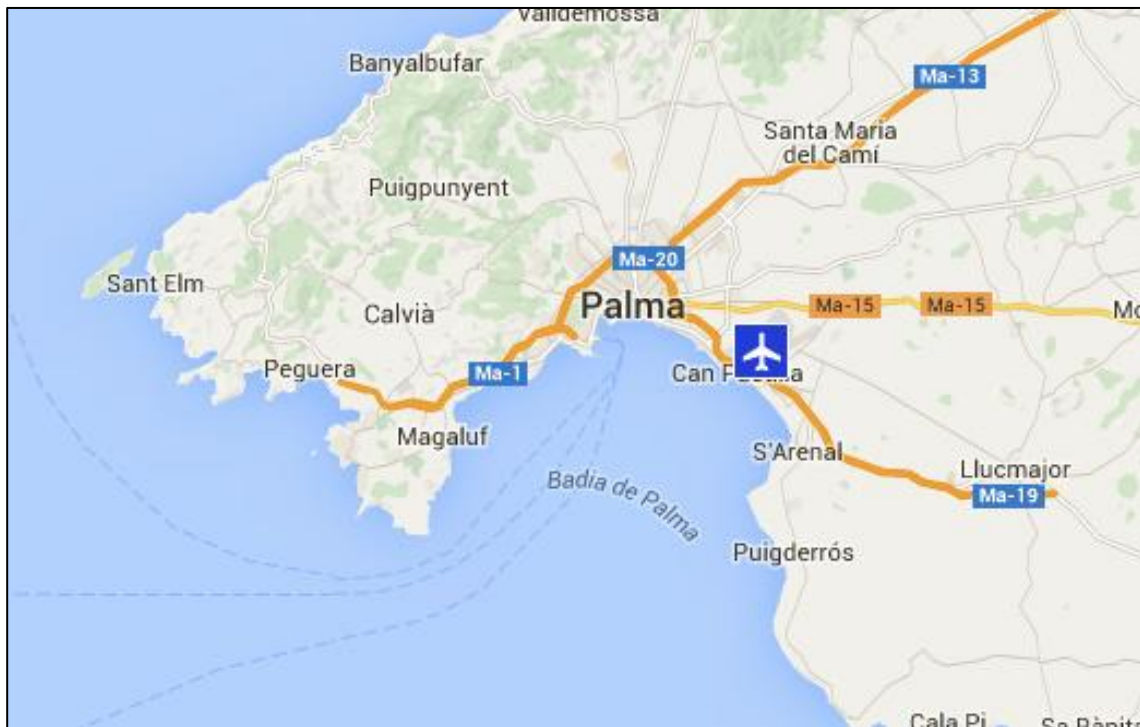 Valldemossa
Banyalbufar
Ma-13
Santa Maria
del Camí
Puigpunyent
Ma-20
Sant Elm
Calvià
Palma
Ma-15
Ma-15
Peguera
Ma-1
Can
Magaluf
S'Arenal
Llucmajor
Badia de Palma
Ma-19
Puigderrós
Cala Pi